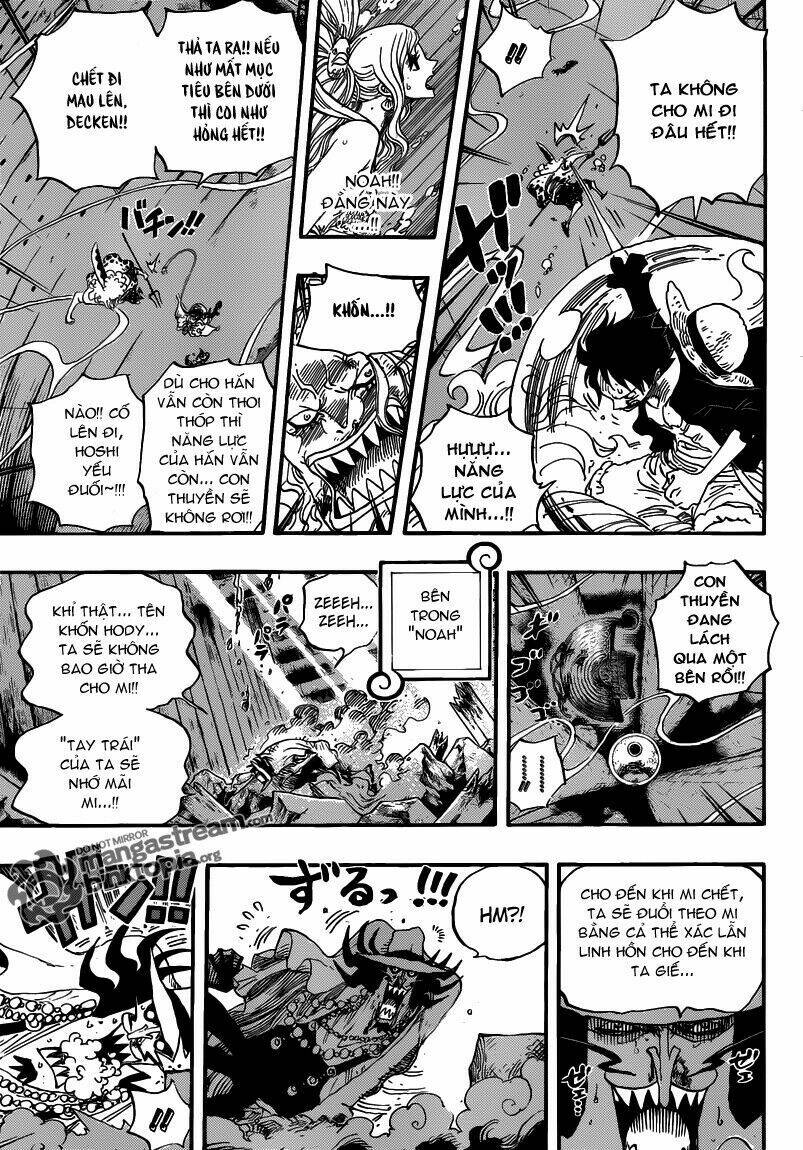 !!
TA KHÔNG
CHO MI ĐI
ĐÂU HẾT!!
HỰỰỰ...
NĂNG
LỰC CỦA
MÌNH...!!
NOAH!!
ĐẰNG NÀY
...!!
KHỐN...!!
THẢ TA RA!! NẾU
NHƯ MẤT MỤC
TIÊU BÊN DƯỚI
THÌ COI NHƯ
HỎNG HẾT!!
CHẾT ĐI
MAU LÊN,
DECKEN!!
バチン!!
DÙ CHO HẮN
VẪN CÒN THOI
THÓP THÌ
NĂNG LỰC
CỦA HẮN VẪN
CÒN... CON
THUYỀN SẼ
KHÔNG RƠI!!
NÀO!! CỐ
LÊN ĐI,
HOSHI
YẾU
ĐUỐI~!!!
CON
THUYỀN
ĐANG
LÁCH
QUA MỘT
BÊN RỒI!!
ゴゴゴ
!!
BÊN
TRONG
"NOAH"
ZEEEH...
ZEEH...
KHỈ THẬT... TÊN
KHỐN HODY...
TA SẼ KHÔNG
BAO GIỜ THA
CHO MI!!
"TAY TRÁI"
CỦA TA SẼ
NHỚ MÃI
MI...!!
CHO ĐẾN KHI MI CHẾT,
TA SẼ ĐUỔI THEO MI
BẰNG CẢ THỂ XÁC LẪN
LINH HỒN CHO ĐẾN KHI
TA GIẾ...
ずるっ!!!
HM?!
!!
DO NOT MIRROR
mangastream.com
pinktopia.org